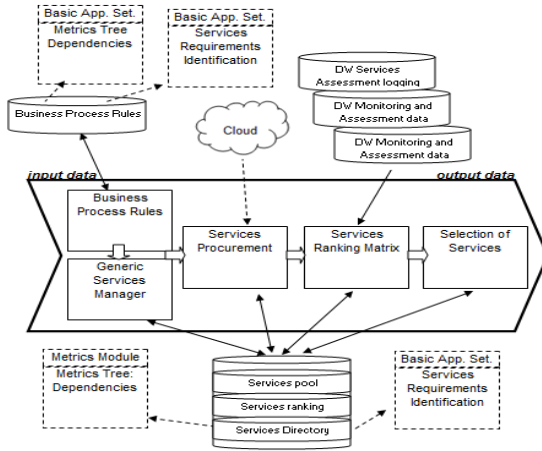 Basic App. Set.
Metrics Tree
Dependencies
Basic App. Set.
Services
Requirements
Identification
DW Services
Assessment logging
DW Monitoring and
Assessment data
DW Monitoring and
Assessment data
Business Process Rules
Cloud
input data
output data
Business
Process Rules
Generic
Services
Manager
Services
Procurement
Services
Ranking Matrix
Selection of
Services
Metrics Module
Metrics Tree:
Dependencies
Services pool
Services ranking
Services Directory
Basic App. Set.
Services
Requirements
Identification